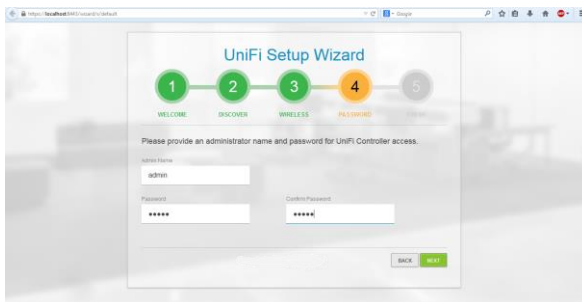 https://localhost:8443/wizard/s/default
Google
UniFi Setup Wizard
1 2 3 4 5
WELCOME DISCOVER WIRELESS PASSWORD
Please provide an administrator name and password for UniFi Controller access.
Admin Name
admin
Password Confirm Password
••••• •••••
BACK NEXT